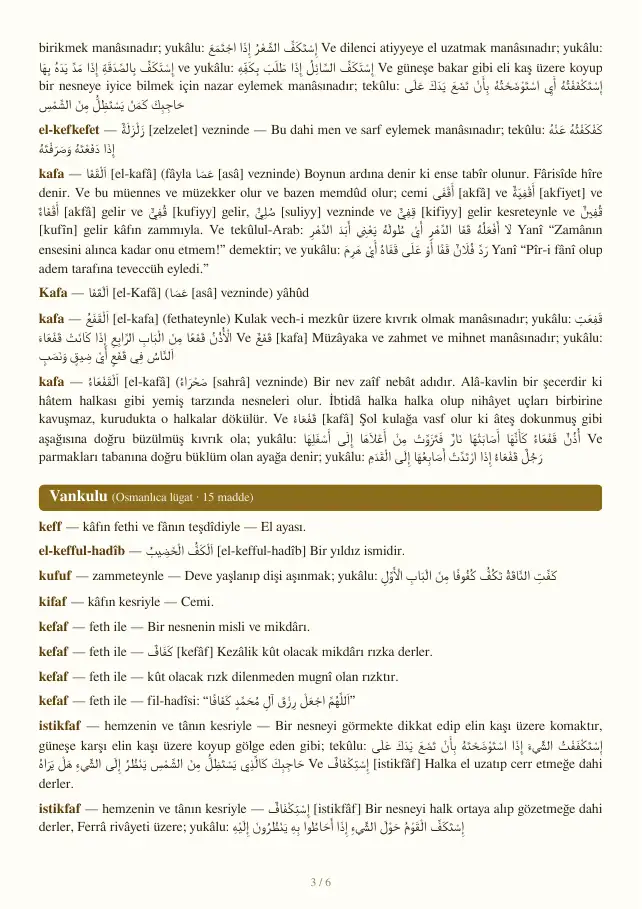 birikmek manâsınadır; yukâlu: إِسْتَكَفَّ الشَّعْرُ إِذَا اجْتَمَعَ Ve dilenci atiyyeye el uzatmak manâsınadır; yukâlu:
إِسْتَكَفَّ بِالصَّدَقَةِ إِذَا مَدَّ يَدَهُ بِهَا ve yukâlu: إِسْتَكَفَّ السَّائِلُ إِذَا طَلَبَ بِكَفِّهِ Ve güneşe bakar gibi eli kaş üzere koyup
bir nesneye iyice bilmek için nazar eylemek manâsınadır; tekûlu: إِسْتَكْفَفْتُهُ أَيِ اسْتَوْضَحْتُهُ بِأَنْ تَضَعَ يَدَكَ عَلَى
حَاجِبِكَ كَمَنْ يَسْتَظِلُّ مِنَ الشَّمْسِ
el-kefkefet — زَلْزَلَةٌ [zelzelet] vezninde — Bu dahi men ve sarf eylemek manâsınadır; tekûlu: كَفْكَفْتُهُ عَنْهُ
إِذَا دَفَعْتَهُ وَصَرَفْتَهُ
kafa — اَلْقَفَا [el-kafâ] (fâyla عَصَا [asâ] vezninde) Boynun ardına denir ki ense tabîr olunur. Fârisîde hîre
denir. Ve bu müennes ve müzekker olur ve bazen memdûd olur; cemi أَقْفَى [akfâ] ve أَقْفِيَةٌ [akfiyet] ve
أَقْفَاءٌ [akfâ] gelir ve قُفِيٌّ [kufiyy] gelir, صُلِيٌّ [suliyy] vezninde ve قِفِيٌّ [kifiyy] gelir kesreteynle ve قُفِينٌ
[kufîn] gelir kâfın zammıyla. Ve tekûlul-Arab: لَا أَفْعَلُهُ قَفَا الدَّهْرِ أَيْ طُولَهُ يَعْنِي أَبَدَ الدَّهْرِ Yanî “Zamânın
ensesini alınca kadar onu etmem!” demektir; ve yukâlu: رَدَّ فُلَانٌ قَفًا أَوْ عَلَى قَفَاهُ أَيْ هَرِمَ Yanî “Pîr-i fânî olup
adem tarafına teveccüh eyledi.”
Kafa — اَلْقَفَا [el-Kafâ] (عَصَا [asâ] vezninde) yâhûd
kafa — اَلْقَفَعُ [el-kafa] (fethateynle) Kulak vech-i mezkûr üzere kıvrık olmak manâsınadır; yukâlu: قَفِعَتِ
الْأُذُنُ قَفَعًا مِنَ الْبَابِ الرَّابِعِ إِذَا كَانَتْ قَفْعَاءَ Ve قَفَعٌ [kafa] Müzâyaka ve zahmet ve mihnet manâsınadır; yukâlu:
اَلنَّاسُ فِي قَفَعٍ أَيْ ضِيقٍ وَنَصَبٍ
kafa — اَلْقَفْعَاءُ [el-kafâ] (صَحْرَاءُ [sahrâ] vezninde) Bir nev zaîf nebât adıdır. Alâ-kavlin bir şecerdir ki
hâtem halkası gibi yemiş tarzında nesneleri olur. İbtidâ halka halka olup nihâyet uçları birbirine
kavuşmaz, kurudukta o halkalar dökülür. Ve قَفْعَاءُ [kafâ] Şol kulağa vasf olur ki âteş dokunmuş gibi
aşağısına doğru büzülmüş kıvrık ola; yukâlu: أُذُنٌ قَفْعَاءُ كَأَنَّهَا أَصَابَتْهَا نَارٌ فَتَزَوَّتْ مِنْ أَعْلَاهَا إِلَى أَسْفَلِهَا Ve
parmakları tabanına doğru büklüm olan ayağa denir; yukâlu: رِجْلٌ قَفْعَاءُ إِذَا ارْتَدَّتْ أَصَابِعُهَا إِلَى الْقَدَمِ
Vankulu (Osmanlıca lügat · 15 madde)
keff — kâfın fethi ve fânın teşdîdiyle — El ayası.
el-kefful-hadîb — اَلْكَفُّ الْخَضِيبُ [el-kefful-hadîb] Bir yıldız ismidir.
kufuf — zammeteynle — Deve yaşlanıp dişi aşınmak; yukâlu: كَفَّتِ النَّاقَةُ تَكُفُّ كُفُوفًا مِنَ الْبَابِ الْأَوَّلِ
kifaf — kâfın kesriyle — Cemi.
kefaf — feth ile — Bir nesnenin misli ve mikdârı.
kefaf — feth ile — كَفَافٌ [kefâf] Kezâlik kût olacak mikdârı rızka derler.
kefaf — feth ile — kût olacak rızk dilenmeden mugnî olan rızktır.
kefaf — feth ile — fil-hadîsi: “اَللَّهُمَّ اجْعَلْ رِزْقَ آلِ مُحَمَّدٍ كَفَافًا”
istikfaf — hemzenin ve tânın kesriyle — Bir nesneyi görmekte dikkat edip elin kaşı üzere komaktır,
güneşe karşı elin kaşı üzere koyup gölge eden gibi; tekûlu: إِسْتَكْفَفْتُ الشَّيْءَ إِذَا اسْتَوْضَحْتَهُ بِأَنْ تَضَعَ يَدَكَ عَلَى
حَاجِبِكَ كَالَّذِي يَسْتَظِلُّ مِنَ الشَّمْسِ يَنْظُرُ إِلَى الشَّيْءِ هَلْ يَرَاهُ Ve إِسْتِكْفَافٌ [istikfâf] Halka el uzatıp cerr etmeğe dahi
derler.
istikfaf — hemzenin ve tânın kesriyle — إِسْتِكْفَافٌ [istikfâf] Bir nesneyi halk ortaya alıp gözetmeğe dahi
derler, Ferrâ rivâyeti üzere; yukâlu: إِسْتَكَفَّ الْقَوْمُ حَوْلَ الشَّيْءِ إِذَا أَحَاطُوا بِهِ يَنْظُرُونَ إِلَيْهِ
3 / 6